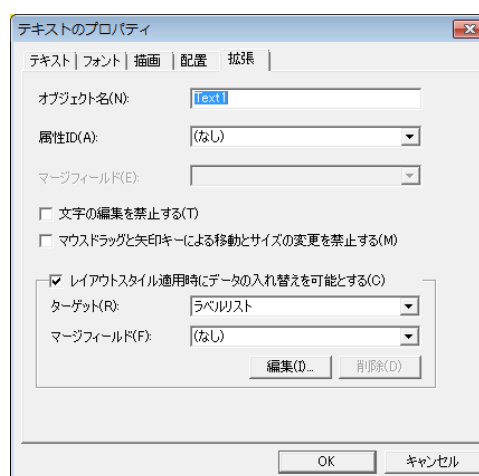 テキストのプロパティ
テキスト フォント 描画 配置 拡張
オブジェクト名(N): Text1
属性ID(A): (なし)
マージフィールド(E):
文字の編集を禁止する(T)
マウスドラッグと矢印キーによる移動とサイズの変更を禁止する(M)
レイアウトスタイル適用時にデータの入れ替えを可能とする(C)
ターゲット(R): ラベルリスト
マージフィールド(F): (なし)
編集(I)... 削除(D)
OK キャンセル